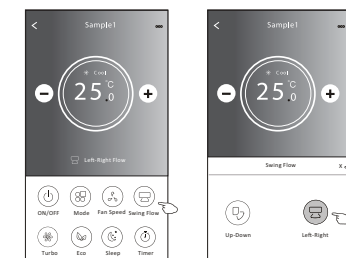 Sample1
Cool
25.0 °C
Left-Right Flow
ON/OFF Mode Fan Speed Swing Flow
Turbo Eco Sleep Timer
Sample1
Cool
25.0 °C
Swing Flow X
Up-Down Left-Right